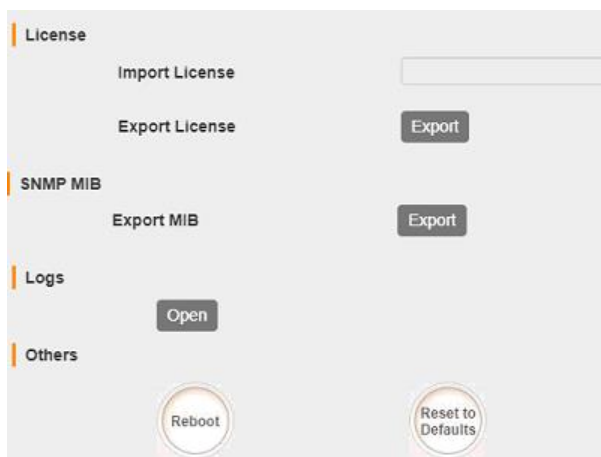 License
Import License
Export License Export
SNMP MIB
Export MIB Export
Logs
Open
Others
Reboot
Reset to
Defaults